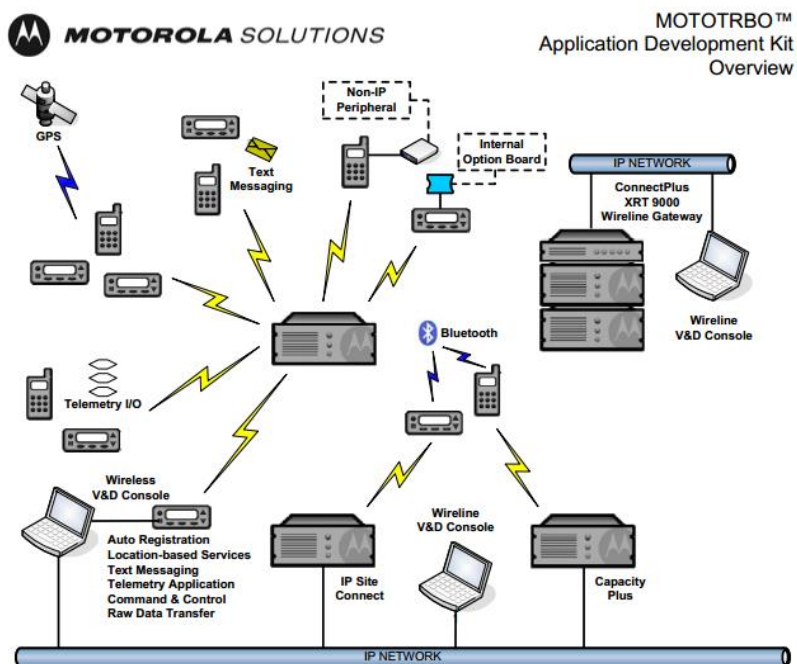 MOTOROLA SOLUTIONS
MOTOTRBO™
Application Development Kit
Overview
GPS
Text
Messaging
Non-IP
Peripheral
Internal
Option Board
IP NETWORK
ConnectPlus
XRT 9000
Wireline Gateway
Wireline
V&D Console
Bluetooth
Telemetry I/O
Wireless
V&D Console
Auto Registration
Location-based Services
Text Messaging
Telemetry Application
Command & Control
Raw Data Transfer
IP Site
Connect
Wireline
V&D Console
Capacity
Plus
IP NETWORK